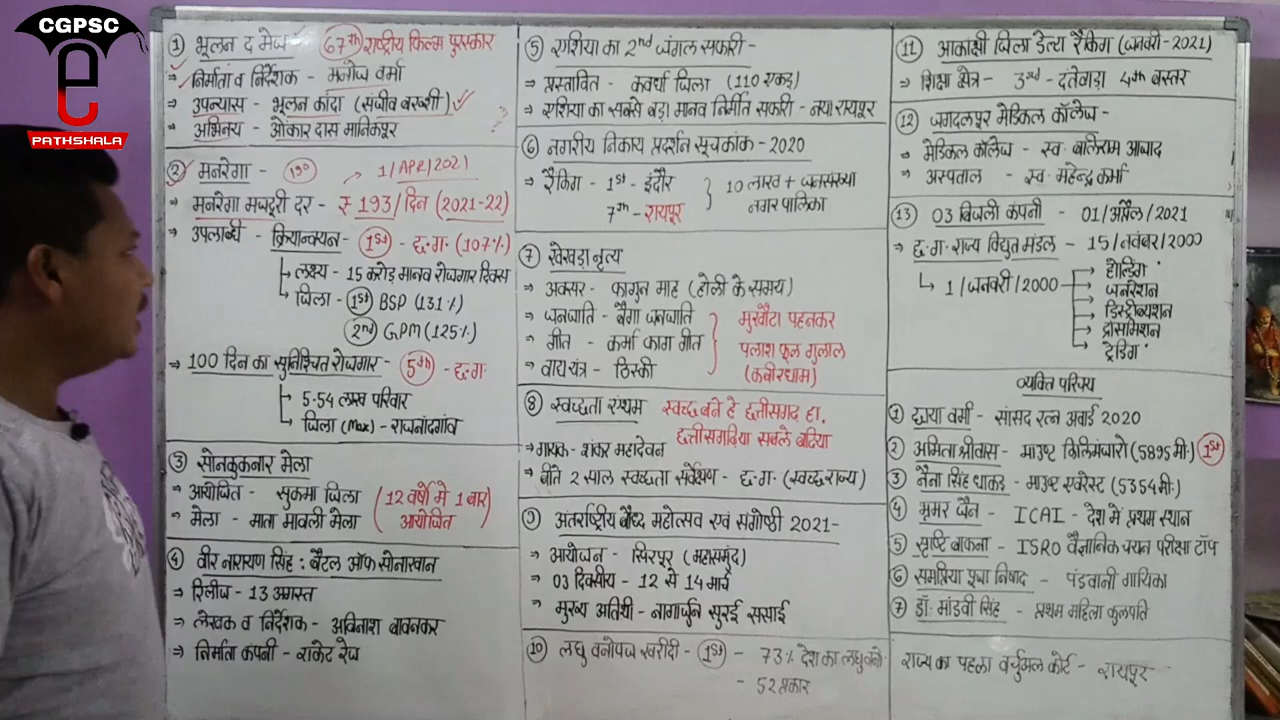 CGPSC
e
PATHSHALA
① भूलन द मेज - 67th राष्ट्रीय फिल्म पुरस्कार
→ निर्माता व निर्देशक - मनोज वर्मा
→ उपन्यास - भूलन कांदा (संजीव बख्शी)
→ अभिनय - ओंकार दास मानिकपुर
② मनरेगा - 190 → 1/APR/2021
→ मनरेगा मजदूरी दर - ₹ 193/दिन (2021-22)
→ उपलब्धि - क्रियान्वयन - 1st - छ.ग. (107%)
लक्ष्य - 15 करोड़ मानव रोजगार दिवस
जिला - 1st BSP (131%)
2nd GPM (125%)
→ 100 दिन का सुनिश्चित रोजगार - 5th - छ.ग.
5.54 लाख परिवार
जिला (Max) - राजनांदगांव
③ सोनकुकानार मेला
→ आयोजित - सुकमा जिला (12 वर्षो मे 1 बार
→ मेला - माता मावली मेला आयोजित)
④ वीर नारायण सिंह : बैटल ऑफ सोनाखान
→ रिलीज - 13 अगस्त
→ लेखक व निर्देशक - अविनाश बावनकर
→ निर्माता कंपनी - राकेट रेज
⑤ एशिया का 2nd जंगल सफारी -
→ प्रस्तावित - कवर्धा जिला (110 एकड़)
→ एशिया का सबसे बड़ा मानव निर्मित सफरी - नया रायपुर
⑥ नगरीय निकाय प्रदर्शन सूचकांक - 2020
→ रैंकिग - 1st - इंदौर } 10 लाख + जनसंख्या
7th - रायपुर नगर पालिका
⑦ खेखड़ा नृत्य
→ अक्सर - फागुन माह (होली के समय)
→ जनजाति - बैगा जनजाति } मुखौटा पहनकर
→ गीत - कर्मा फाग गीत पलाश फूल गुलाल
→ वाद्य यंत्र - ठिस्की (कबीरधाम)
⑧ स्वच्छता एंथम स्वच्छ बने हे छत्तीसगढ़ हा,
छत्तीसगढ़िया सबले बढ़िया
→ गायक - शंकर महादेवन
→ बीते 2 साल स्वच्छता सर्वेक्षण - छ.ग. (स्वच्छ राज्य)
⑨ अंतर्राष्ट्रीय बौद्ध महोत्सव एवं संगोष्ठी 2021-
→ आयोजन - सिरपुर (महासमुंद)
→ 03 दिवसीय - 12 से 14 मार्च
→ मुख्य अतिथी - नागार्जुन सुरई ससाई
⑩ लघु वनोपज खरीदी - 1st - 73% देश का लघु वनो.
- 52 प्रकार
⑪ आकांक्षी जिला डेल्टा रैंकिग (जनवरी - 2021)
→ शिक्षा क्षेत्र - 3rd - दंतेवाड़ा 4th बस्तर
⑫ जगदलपुर मेडिकल कॉलेज -
→ मेडिकल कॉलेज - स्व. बलिराम
→ अस्पताल - स्व. महेन्द्र कर्मा
⑬ 03 बिजली कंपनी - 01/अप्रैल/2021
→ छ.ग. राज्य विद्युत मंडल - 15/नवंबर/2000
1/जनवरी/2000
होल्डिंग
जनरेशन
डिस्ट्रीब्यूशन
ट्रांसमिशन
ट्रेडिंग
व्यक्ति परिचय
① छाया वर्मा - सांसद रत्न अवार्ड 2020
② अमिता श्रीवास - माउण्ट किलिमंजारो (5895 मी.) 1st
③ नैना सिंह धाकड़ - माउण्ट एवरेस्ट (5354 मी.)
④ भ्रमर जैन - ICAI - देश मे प्रथम स्थान
⑤ सृष्टि बाफना - ISRO वैज्ञानिक चयन परीक्षा टॉप
⑥ समप्रिया पूजा निषाद - पंडवानी गायिका
⑦ डॉ. मांडवी सिंह - प्रथम महिला कुलपति
राज्य का पहला वर्चुअल कोर्ट - रायपुर